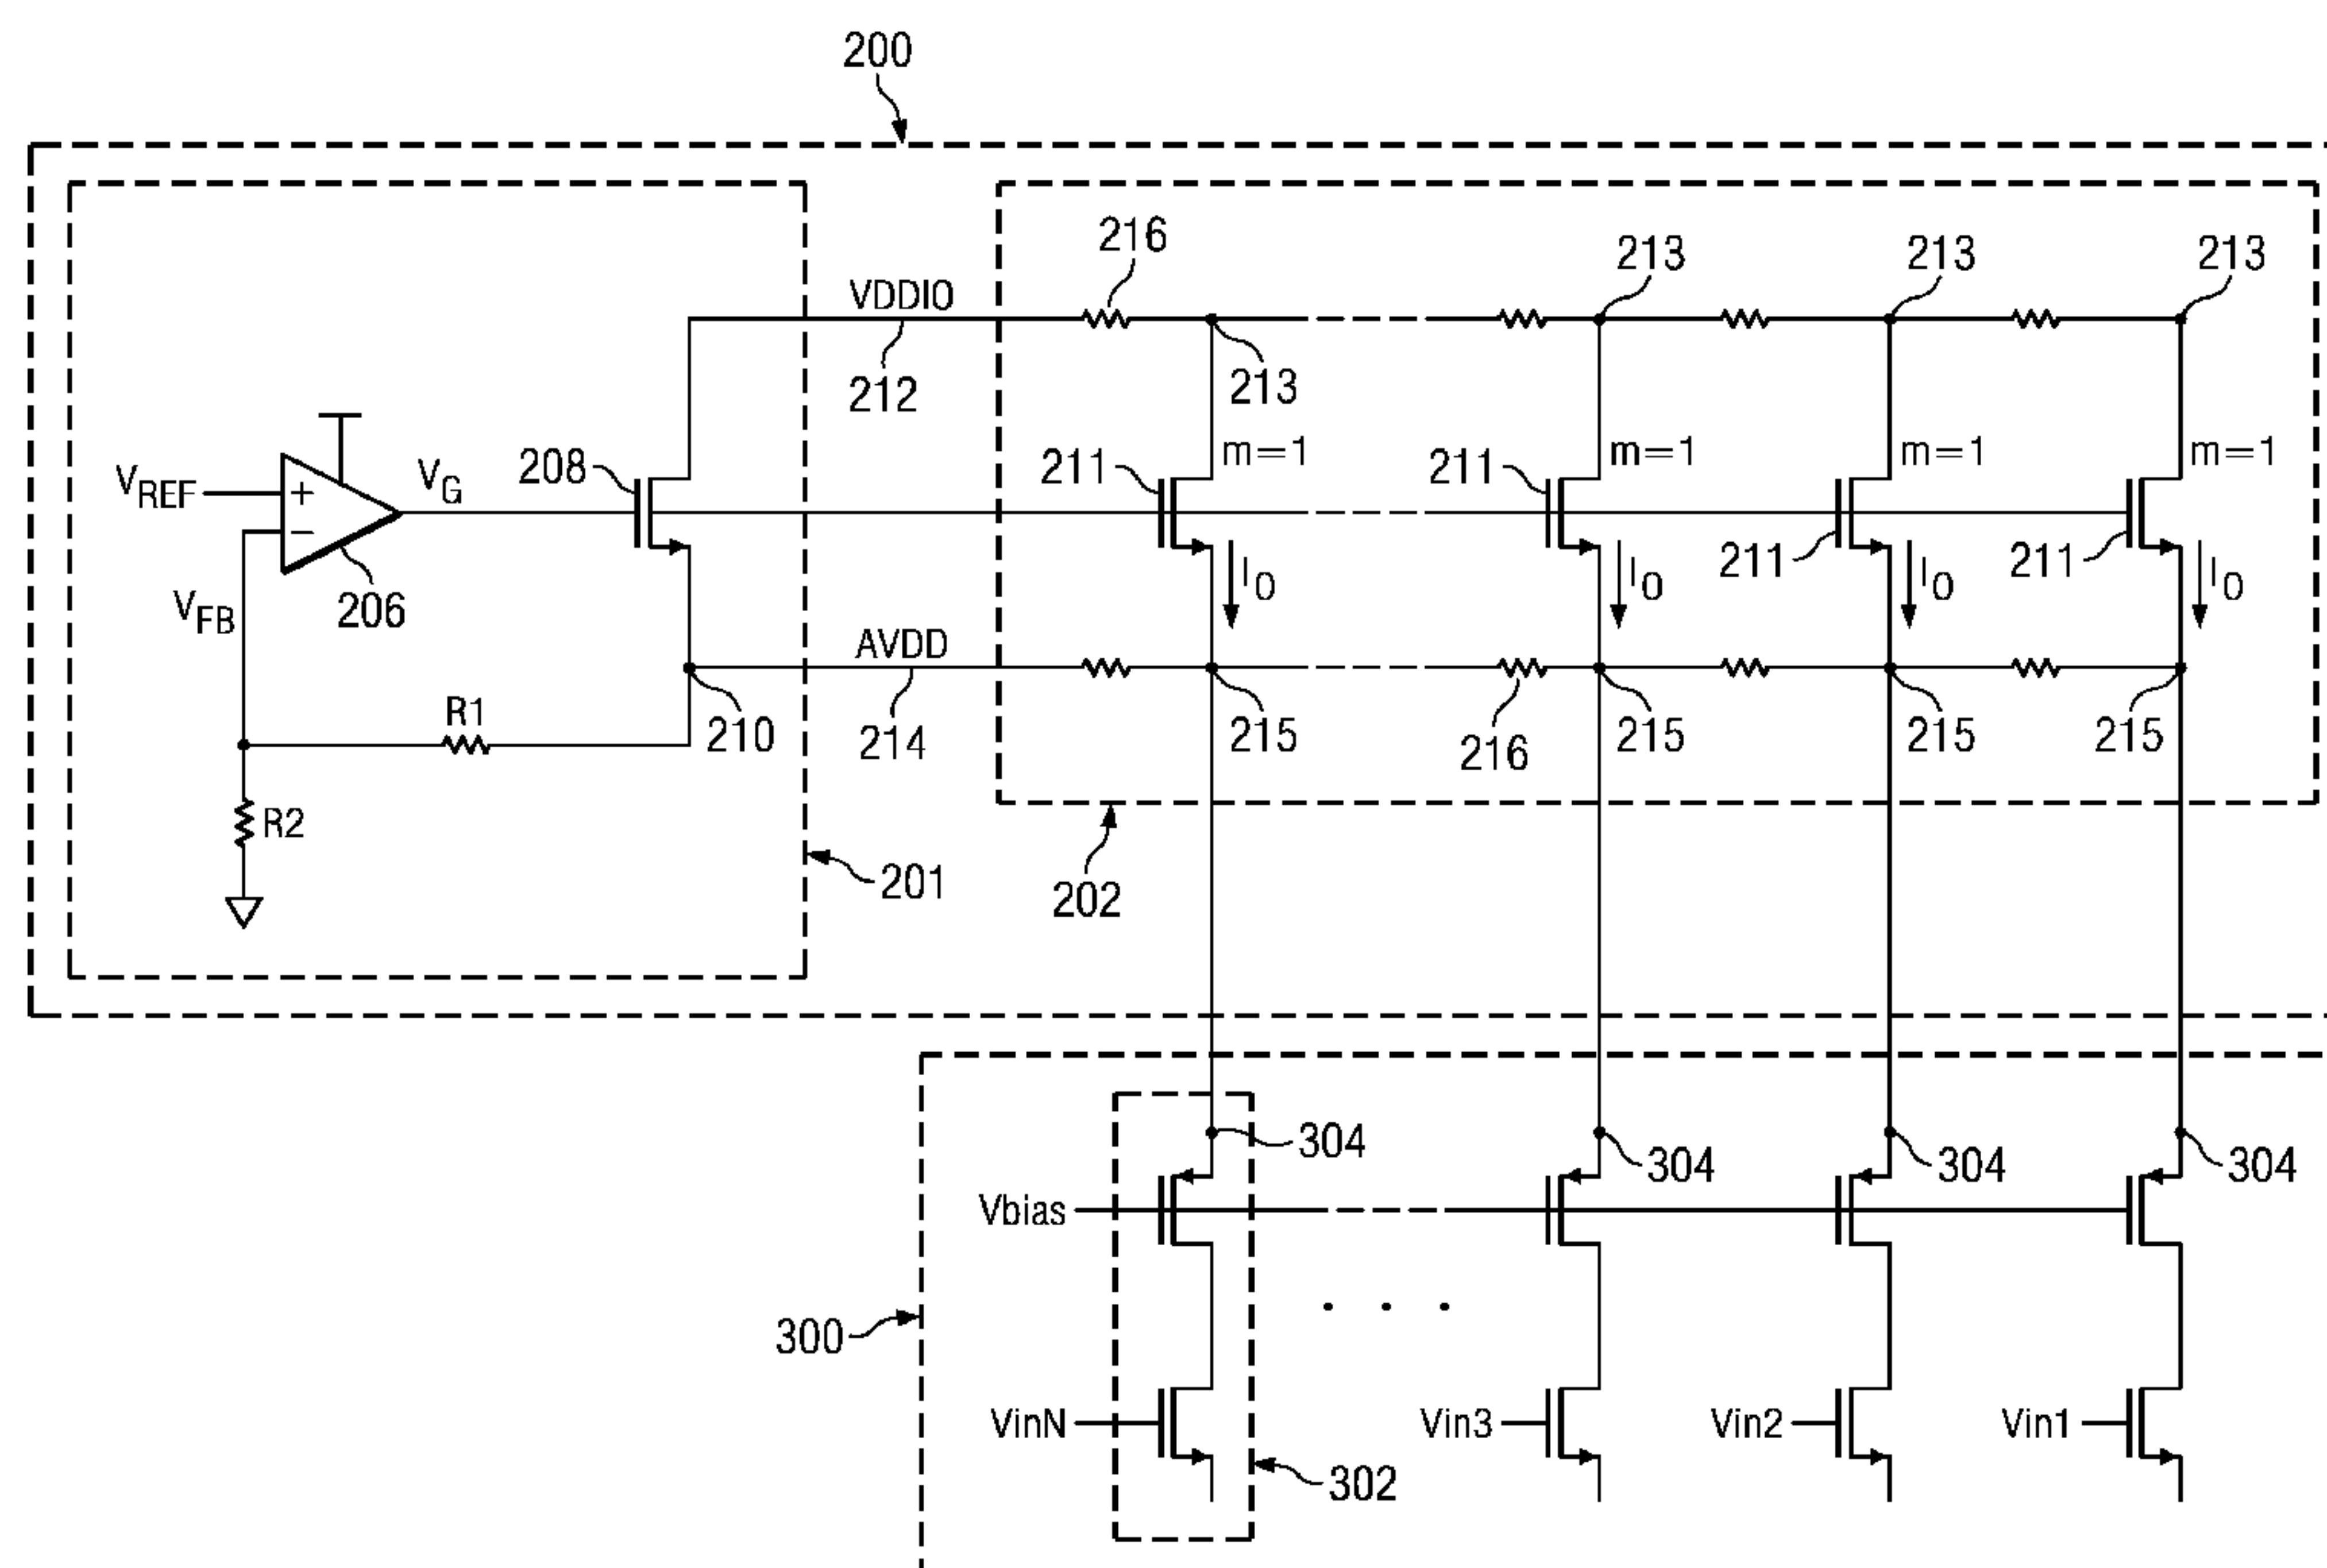 200
216
213
213
213
VDDIO
212
213
208
211
m=1
211
m=1
m=1
m=1
VREF
+
VG
−
206
VFB
IO
IO
211
IO
211
IO
AVDD
R1
210
214
215
216
215
215
215
R2
201
202
304
304
304
304
Vbias
300
. . .
VinN
Vin3
Vin2
Vin1
302